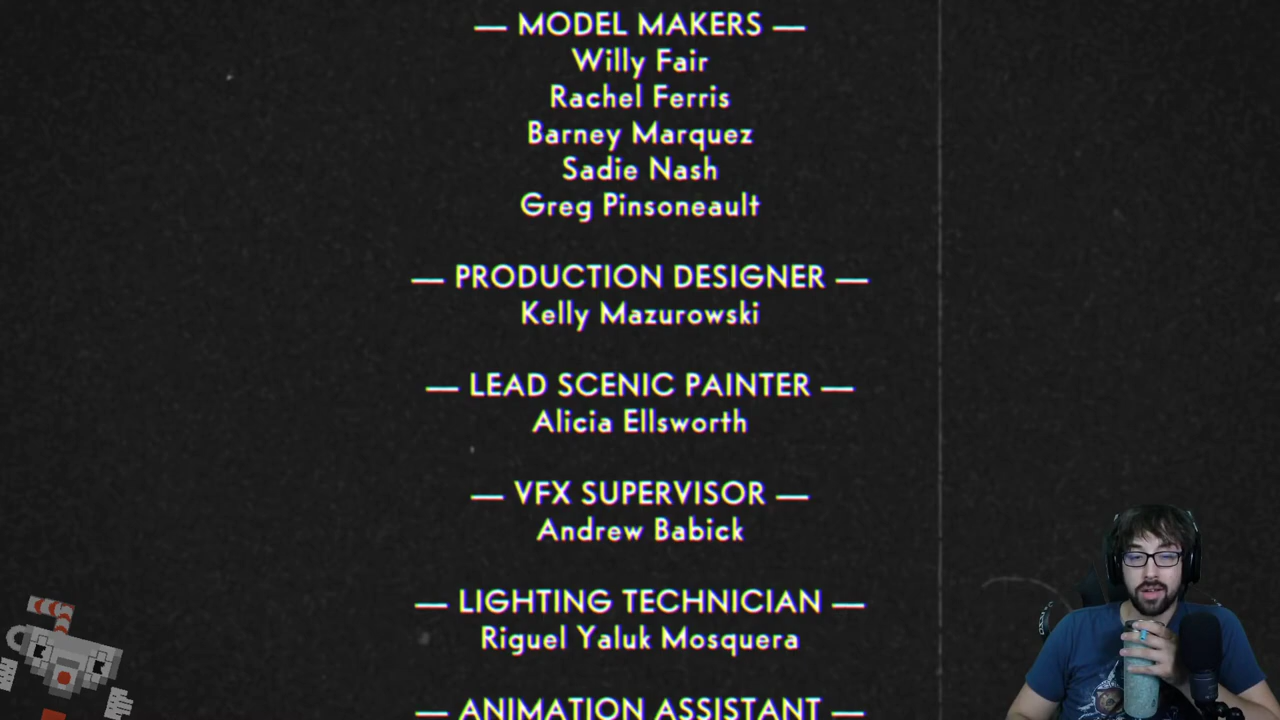 — MODEL MAKERS —
Willy Fair
Rachel Ferris
Barney Marquez
Sadie Nash
Greg Pinsoneault
— PRODUCTION DESIGNER —
Kelly Mazurowski
— LEAD SCENIC PAINTER —
Alicia Ellsworth
— VFX SUPERVISOR —
Andrew Babick
— LIGHTING TECHNICIAN —
Riguel Yaluk Mosquera
— ANIMATION ASSISTANT —